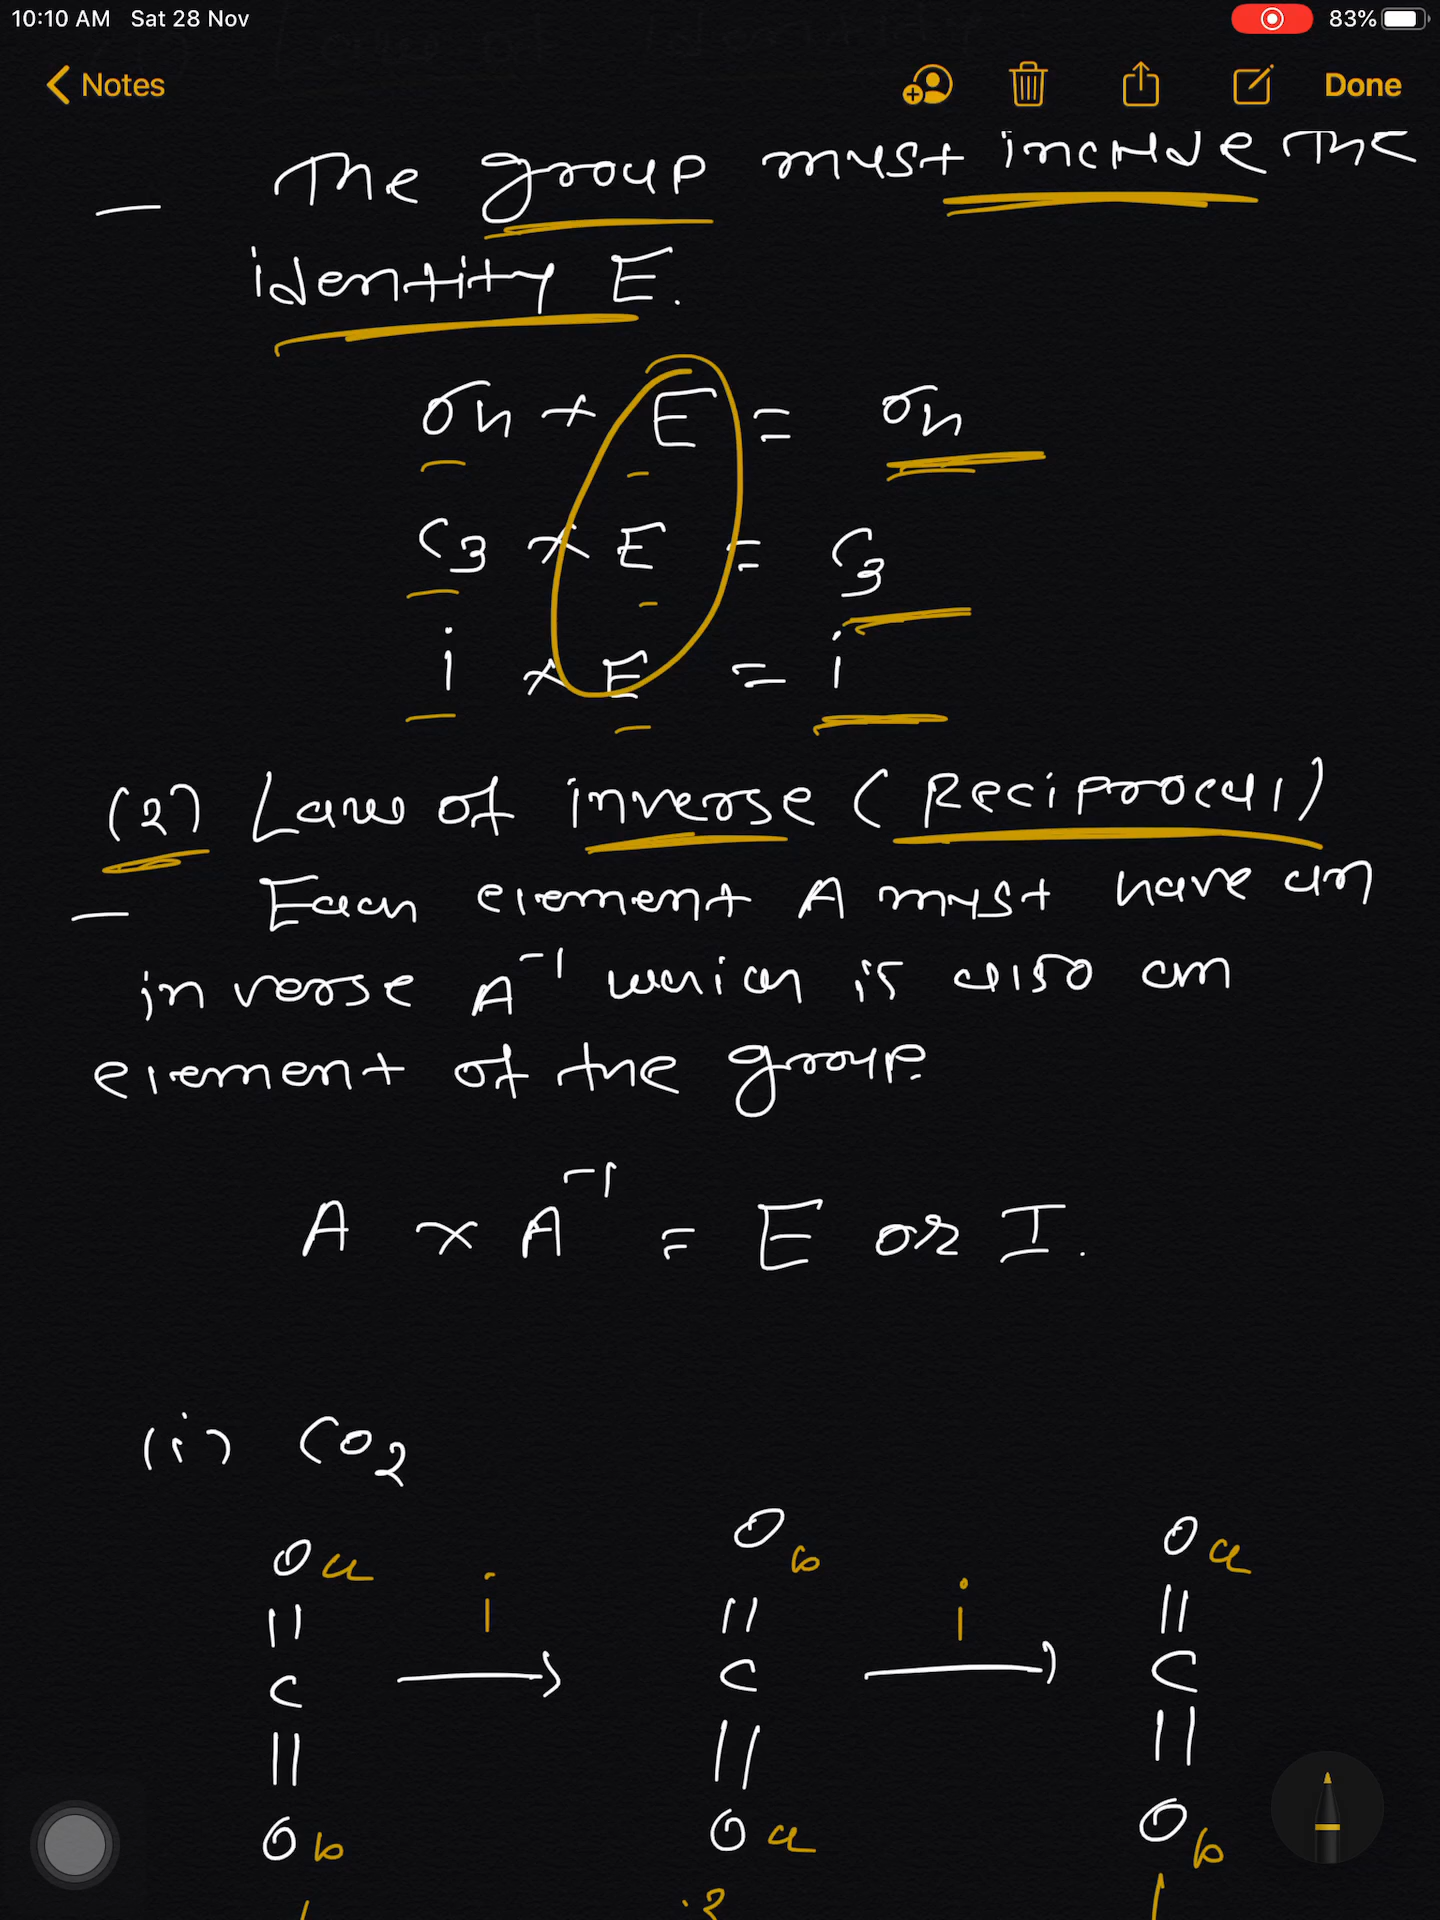 10:10 AM Sat 28 Nov 83%
Notes Done
— The group must include the
identity E.
σh × E = σh
C3 × E = C3
i × E = i
(2) Law of inverse (Reciprocal)
— Each element A must have an
inverse A⁻¹ which is also an
element of the group.
A × A⁻¹ = E or I.
(i) CO2
Oa Ob Oa
|| i || i ||
C → C → C
|| || ||
Ob Oa Ob